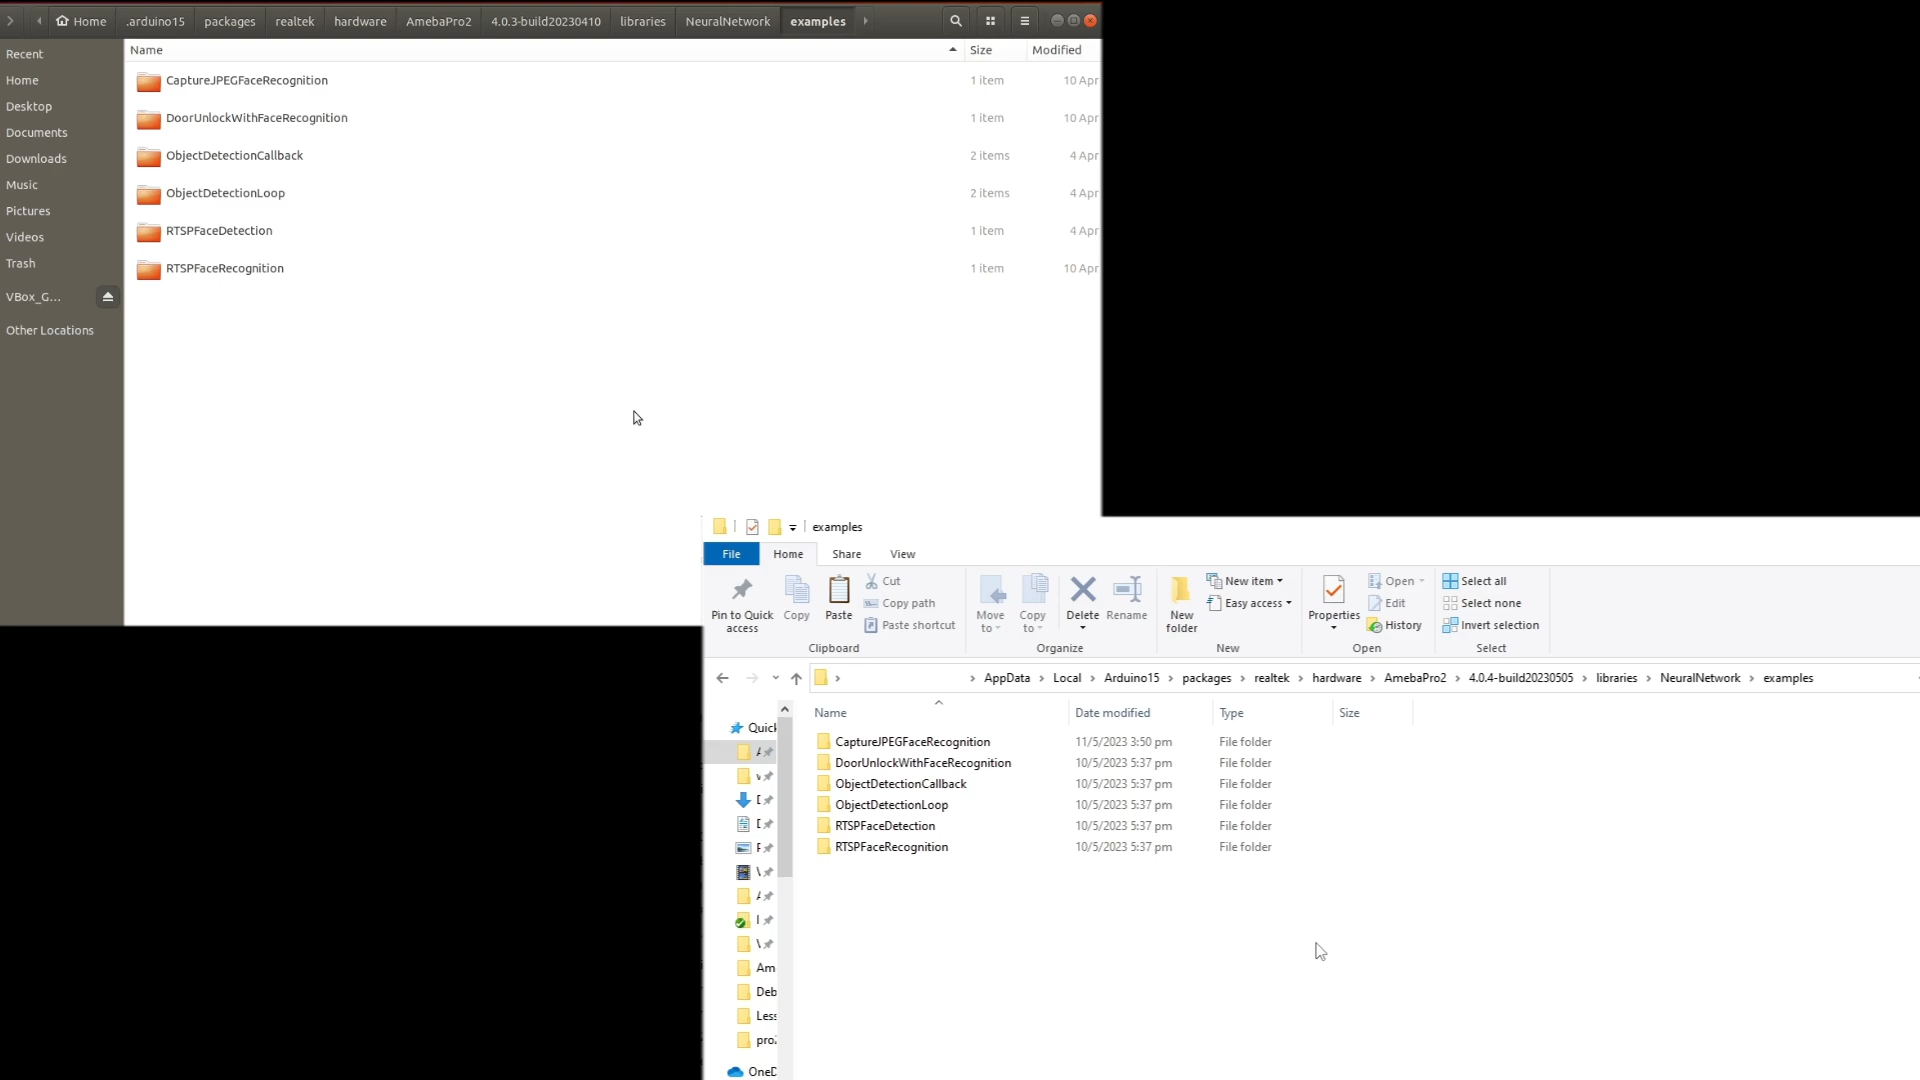 Home .arduino15 packages realtek hardware AmebaPro2 4.0.3-build20230410 libraries NeuralNetwork examples
Name Size Modified
Recent
Home
Desktop
Documents
Downloads
Music
Pictures
Videos
Trash
VBox_G...
Other Locations
CaptureJPEGFaceRecognition 1 item 10 Apr
DoorUnlockWithFaceRecognition 1 item 10 Apr
ObjectDetectionCallback 2 items 4 Apr
ObjectDetectionLoop 2 items 4 Apr
RTSPFaceDetection 1 item 4 Apr
RTSPFaceRecognition 1 item 10 Apr
examples
File Home Share View
Pin to Quick access
Copy
Paste
Cut
Copy path
Paste shortcut
Clipboard
Move to
Copy to
Delete
Rename
Organize
New folder
New item
Easy access
New
Properties
Open
Edit
History
Open
Select all
Select none
Invert selection
Select
AppData Local Arduino15 packages realtek hardware AmebaPro2 4.0.4-build20230505 libraries NeuralNetwork examples
Name Date modified Type Size
CaptureJPEGFaceRecognition 11/5/2023 3:50 pm File folder
DoorUnlockWithFaceRecognition 10/5/2023 5:37 pm File folder
ObjectDetectionCallback 10/5/2023 5:37 pm File folder
ObjectDetectionLoop 10/5/2023 5:37 pm File folder
RTSPFaceDetection 10/5/2023 5:37 pm File folder
RTSPFaceRecognition 10/5/2023 5:37 pm File folder
Quick
Am
Deb
Less
pro2
OneD